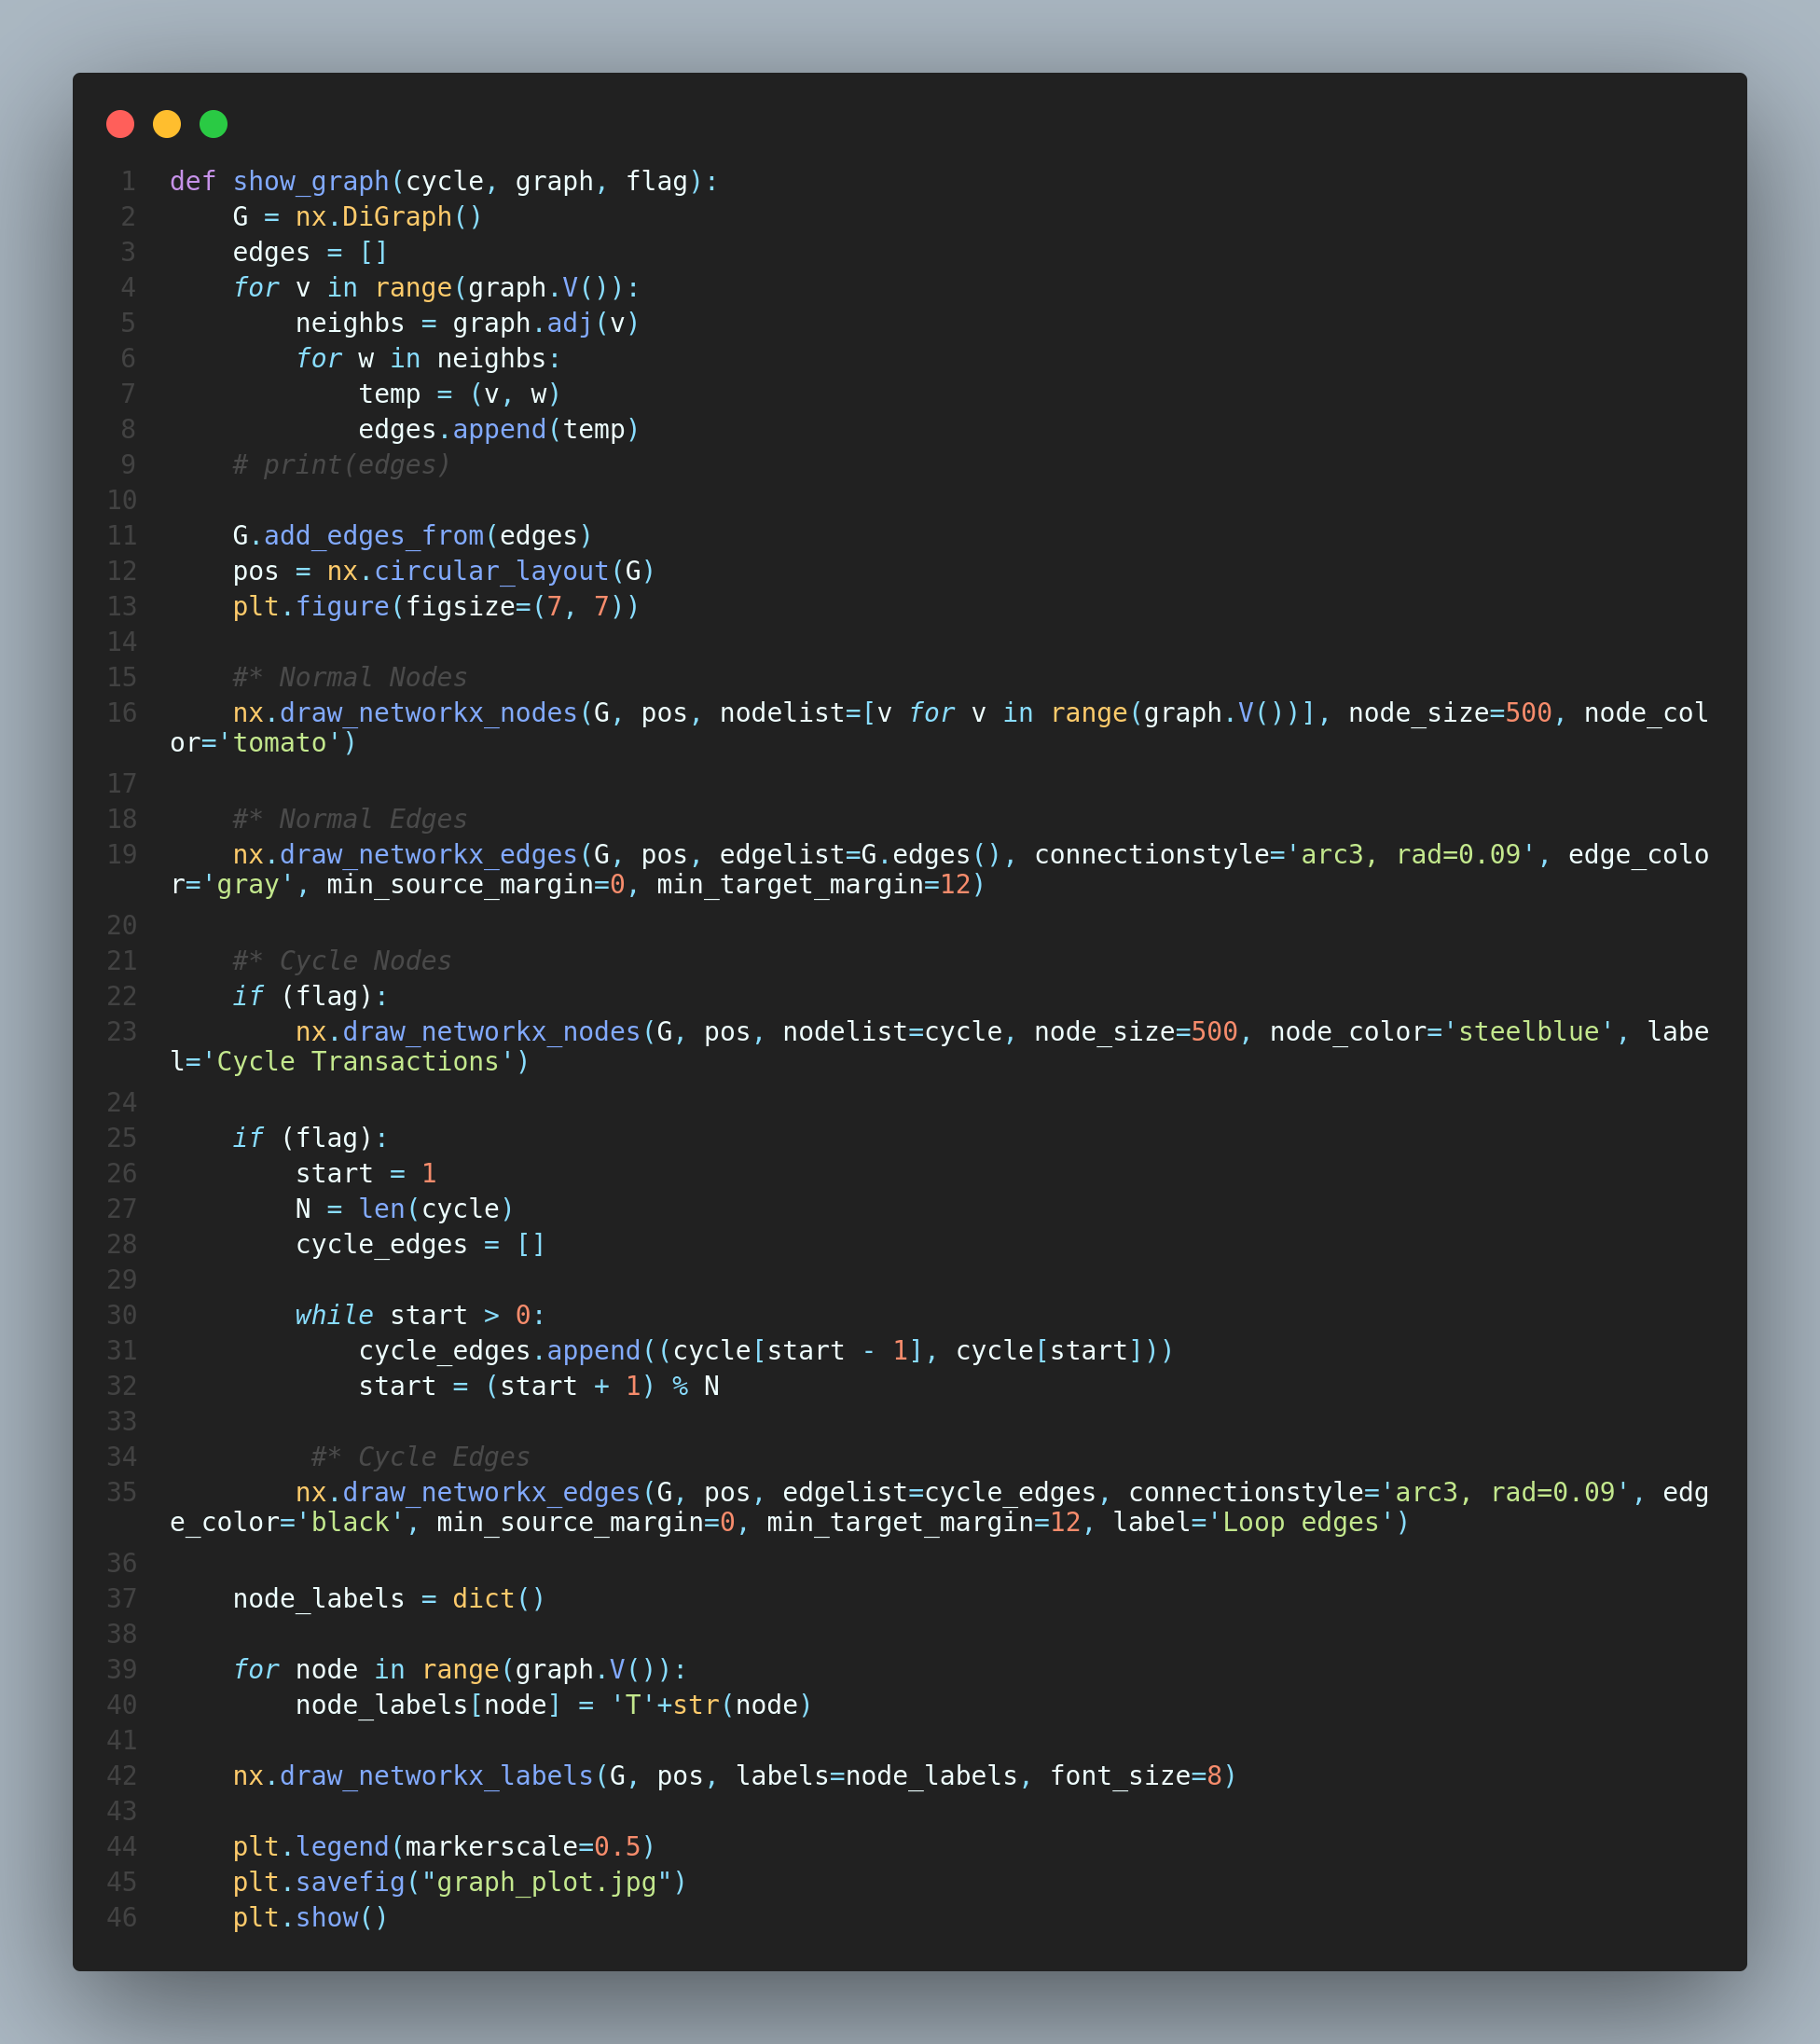 1 def show_graph(cycle, graph, flag):
2     G = nx.DiGraph()
3     edges = []
4     for v in range(graph.V()):
5         neighbs = graph.adj(v)
6         for w in neighbs:
7             temp = (v, w)
8             edges.append(temp)
9     # print(edges)
10
11     G.add_edges_from(edges)
12     pos = nx.circular_layout(G)
13     plt.figure(figsize=(7, 7))
14
15     #* Normal Nodes
16     nx.draw_networkx_nodes(G, pos, nodelist=[v for v in range(graph.V())], node_size=500, node_col
or='tomato')
17
18     #* Normal Edges
19     nx.draw_networkx_edges(G, pos, edgelist=G.edges(), connectionstyle='arc3, rad=0.09', edge_colo
r='gray', min_source_margin=0, min_target_margin=12)
20
21     #* Cycle Nodes
22     if (flag):
23         nx.draw_networkx_nodes(G, pos, nodelist=cycle, node_size=500, node_color='steelblue', labe
l='Cycle Transactions')
24
25     if (flag):
26         start = 1
27         N = len(cycle)
28         cycle_edges = []
29
30         while start > 0:
31             cycle_edges.append((cycle[start - 1], cycle[start]))
32             start = (start + 1) % N
33
34          #* Cycle Edges
35         nx.draw_networkx_edges(G, pos, edgelist=cycle_edges, connectionstyle='arc3, rad=0.09', edg
e_color='black', min_source_margin=0, min_target_margin=12, label='Loop edges')
36
37     node_labels = dict()
38
39     for node in range(graph.V()):
40         node_labels[node] = 'T'+str(node)
41
42     nx.draw_networkx_labels(G, pos, labels=node_labels, font_size=8)
43
44     plt.legend(markerscale=0.5)
45     plt.savefig("graph_plot.jpg")
46     plt.show()